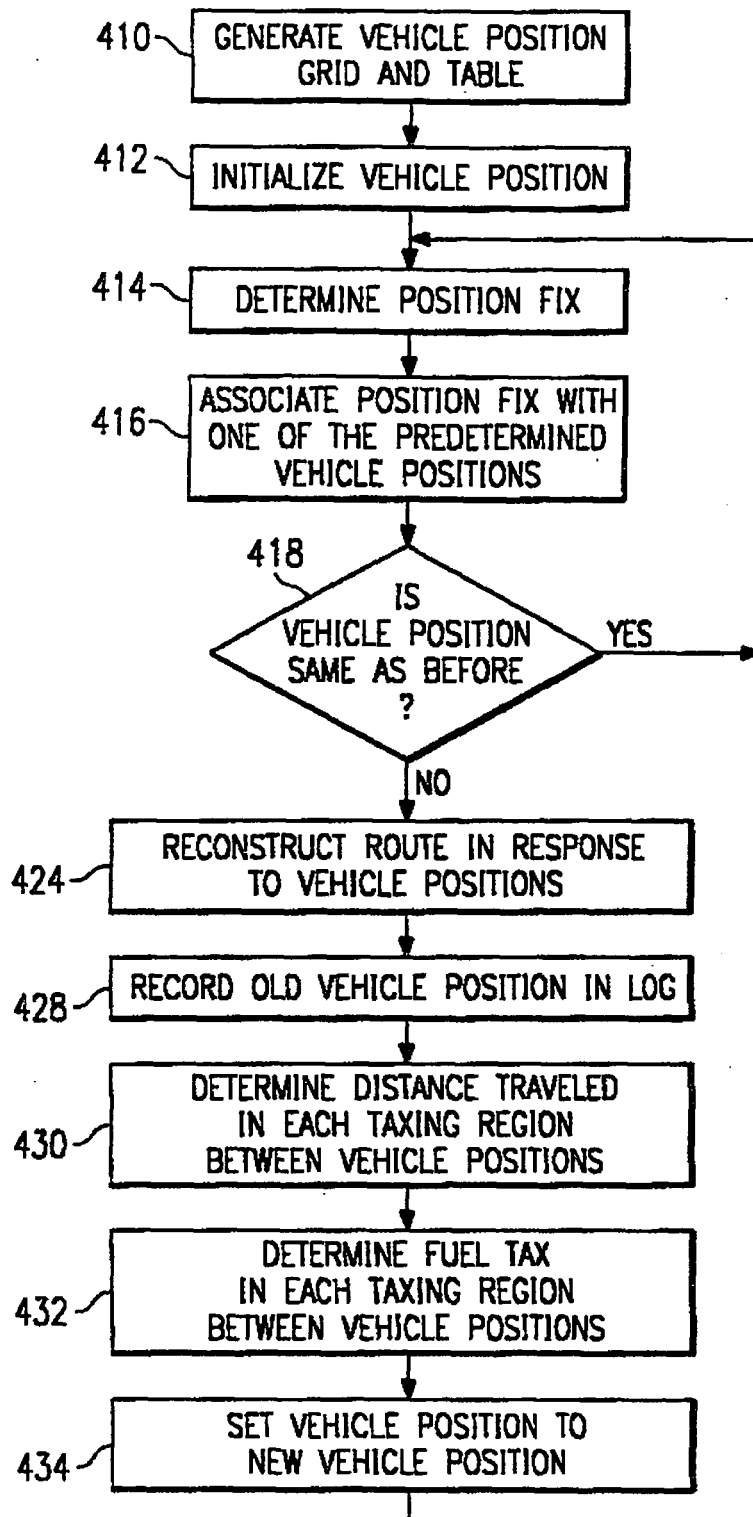 410
GENERATE VEHICLE POSITION
GRID AND TABLE
412
INITIALIZE VEHICLE POSITION
414
DETERMINE POSITION FIX
416
ASSOCIATE POSITION FIX WITH
ONE OF THE PREDETERMINED
VEHICLE POSITIONS
418
IS
VEHICLE POSITION
SAME AS BEFORE
?
YES
NO
424
RECONSTRUCT ROUTE IN RESPONSE
TO VEHICLE POSITIONS
428
RECORD OLD VEHICLE POSITION IN LOG
430
DETERMINE DISTANCE TRAVELED
IN EACH TAXING REGION
BETWEEN VEHICLE POSITIONS
432
DETERMINE FUEL TAX
IN EACH TAXING REGION
BETWEEN VEHICLE POSITIONS
434
SET VEHICLE POSITION TO
NEW VEHICLE POSITION